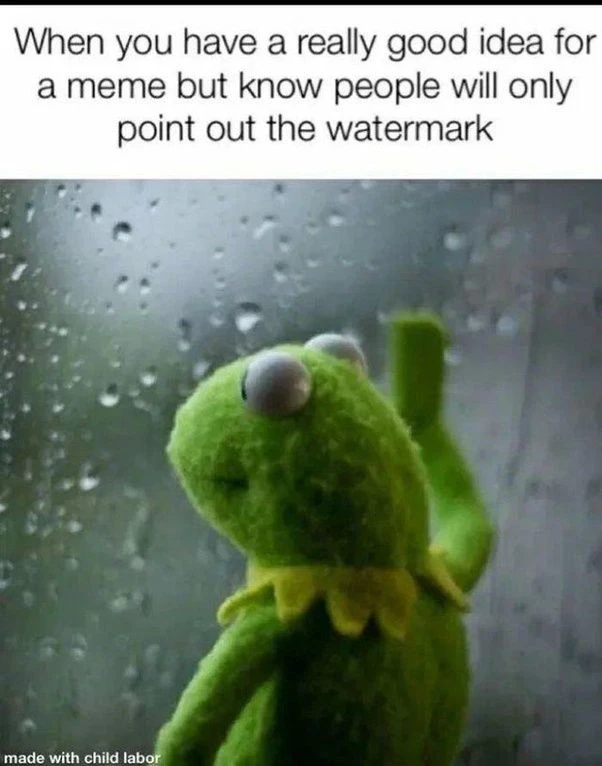 When you have a really good idea for
a meme but know people will only
point out the watermark
made with child labor